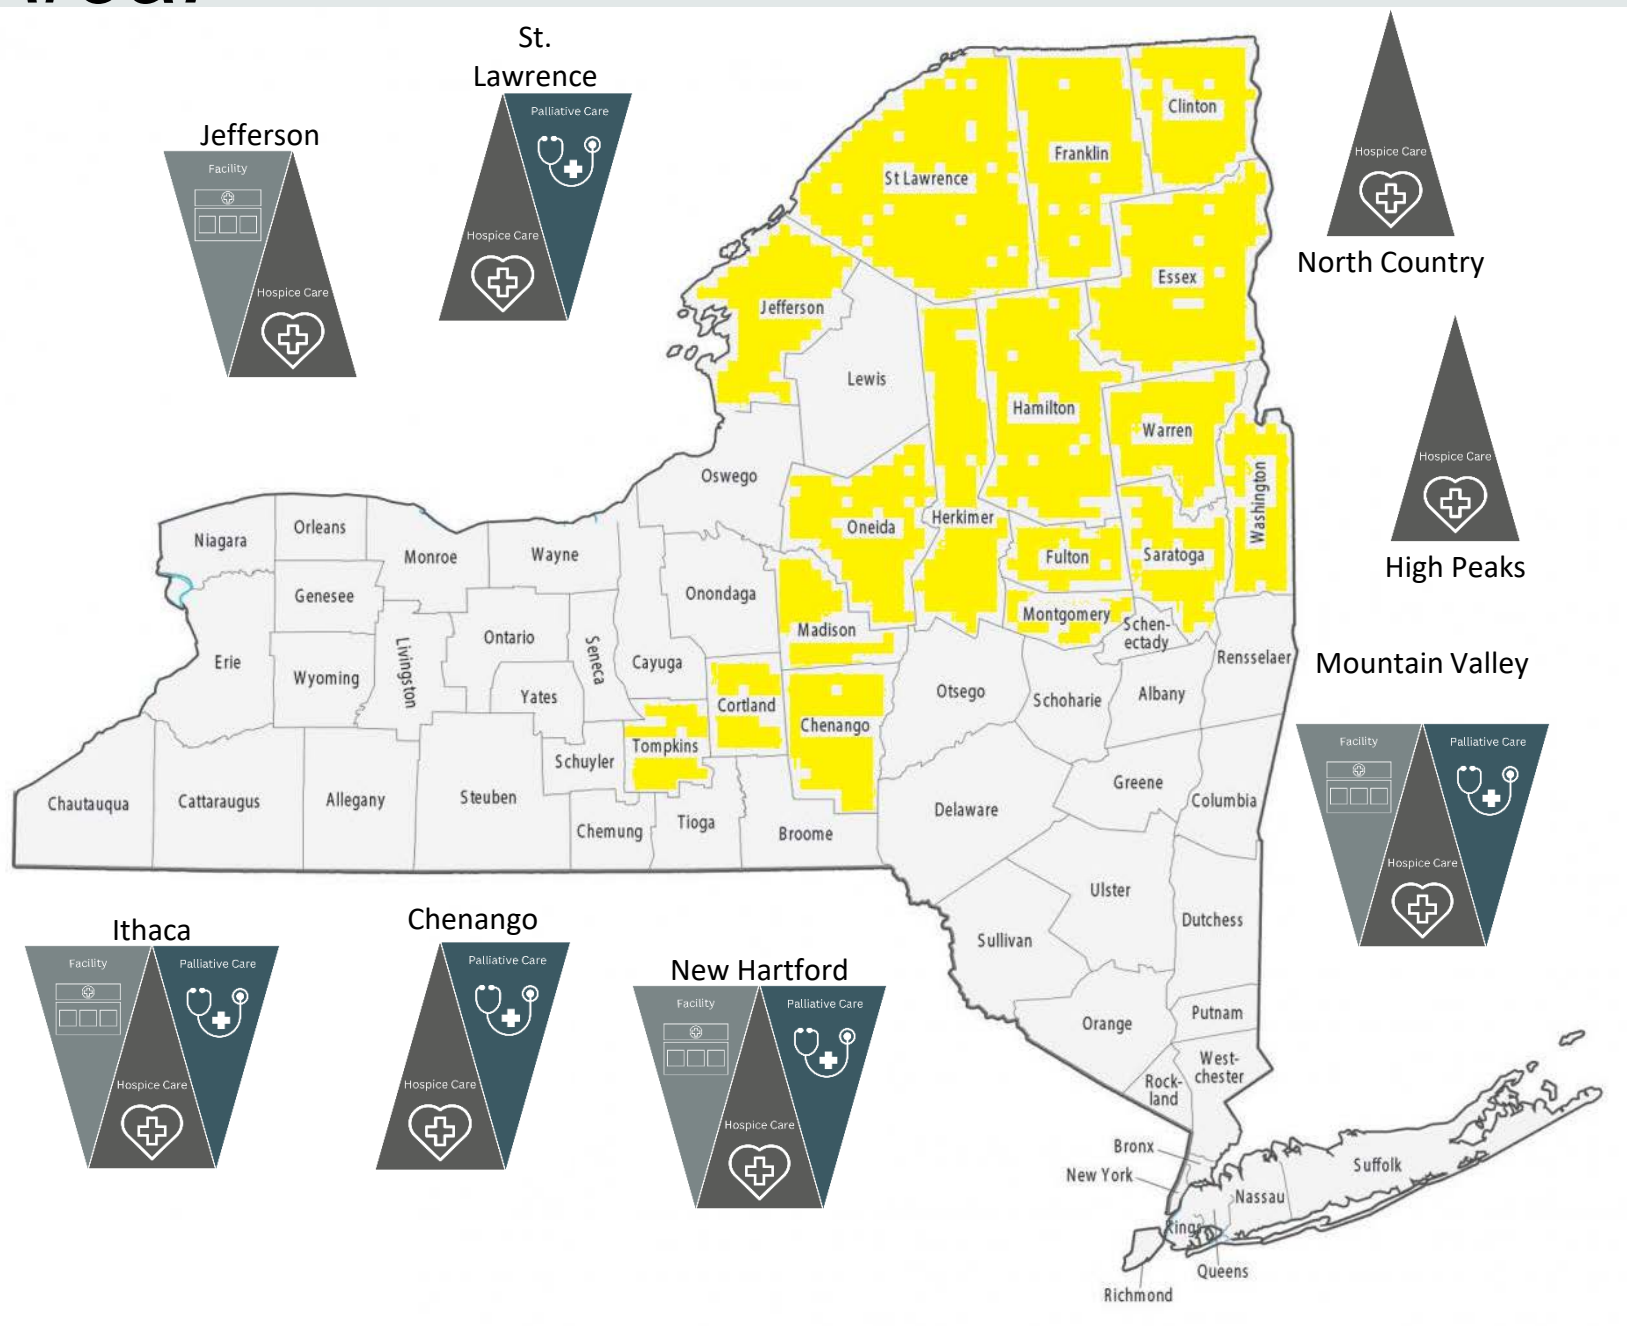 St.
Lawrence
Palliative Care
Hospice Care
Jefferson
Facility
Hospice Care
Hospice Care
North Country
Hospice Care
High Peaks
Mountain Valley
Facility
Palliative Care
Hospice Care
Clinton
Franklin
St Lawrence
Essex
Jefferson
Lewis
Hamilton
Warren
Washington
Oswego
Oneida
Herkimer
Fulton
Saratoga
Niagara
Orleans
Monroe
Wayne
Genesee
Onondaga
Madison
Montgomery
Schen-
ectady
Rensselaer
Erie
Wyoming
Livingston
Ontario
Seneca
Yates
Cayuga
Cortland
Chenango
Otsego
Schoharie
Albany
Tompkins
Schuyler
Chautauqua
Cattaraugus
Allegany
Steuben
Chemung
Tioga
Broome
Delaware
Greene
Columbia
Ulster
Dutchess
Sullivan
Orange
Putnam
West-
chester
Rock-
land
Bronx
New York
Suffolk
Nassau
Kings
Queens
Richmond
Ithaca
Facility
Palliative Care
Hospice Care
Chenango
Palliative Care
Hospice Care
New Hartford
Facility
Palliative Care
Hospice Care